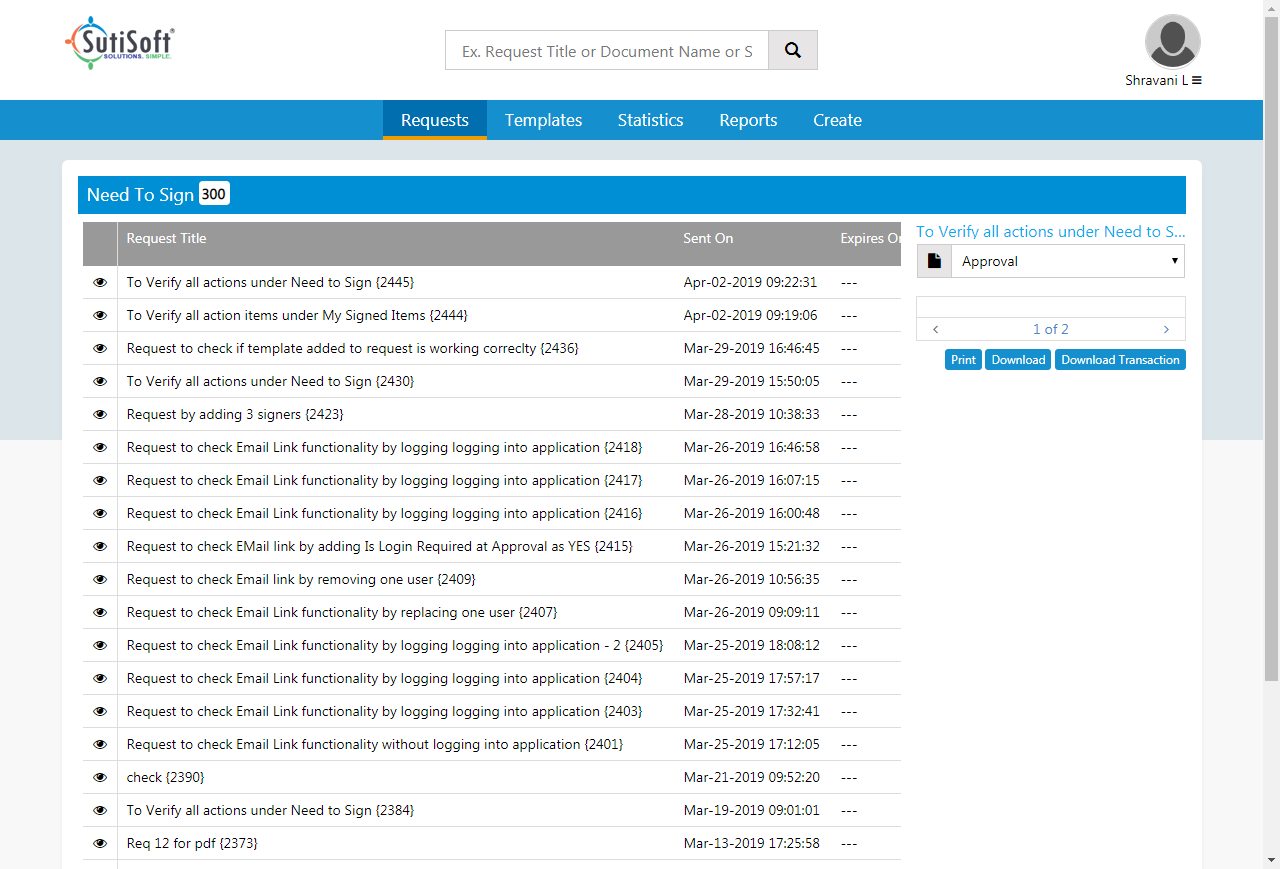 SutiSoft®
SOLUTIONS. SIMPLE.
Ex. Request Title or Document Name or S
Shravani L
Requests Templates Statistics Reports Create
Need To Sign 300
Request Title Sent On Expires On
To Verify all actions under Need to Sign {2445} Apr-02-2019 09:22:31 ---
To Verify all action items under My Signed Items {2444} Apr-02-2019 09:19:06 ---
Request to check if template added to request is working correclty {2436} Mar-29-2019 16:46:45 ---
To Verify all actions under Need to Sign {2430} Mar-29-2019 15:50:05 ---
Request by adding 3 signers {2423} Mar-28-2019 10:38:33 ---
Request to check Email Link functionality by logging logging into application {2418} Mar-26-2019 16:46:58 ---
Request to check Email Link functionality by logging logging into application {2417} Mar-26-2019 16:07:15 ---
Request to check Email Link functionality by logging logging into application {2416} Mar-26-2019 16:00:48 ---
Request to check EMail link by adding Is Login Required at Approval as YES {2415} Mar-26-2019 15:21:32 ---
Request to check Email link by removing one user {2409} Mar-26-2019 10:56:35 ---
Request to check Email Link functionality by replacing one user {2407} Mar-26-2019 09:09:11 ---
Request to check Email Link functionality by logging logging into application - 2 {2405} Mar-25-2019 18:08:12 ---
Request to check Email Link functionality by logging logging into application {2404} Mar-25-2019 17:57:17 ---
Request to check Email Link functionality by logging logging into application {2403} Mar-25-2019 17:32:41 ---
Request to check Email Link functionality without logging into application {2401} Mar-25-2019 17:12:05 ---
check {2390} Mar-21-2019 09:52:20 ---
To Verify all actions under Need to Sign {2384} Mar-19-2019 09:01:01 ---
Req 12 for pdf {2373} Mar-13-2019 17:25:58 ---
To Verify all actions under Need to S...
Approval
‹ 1 of 2 ›
Print Download Download Transaction